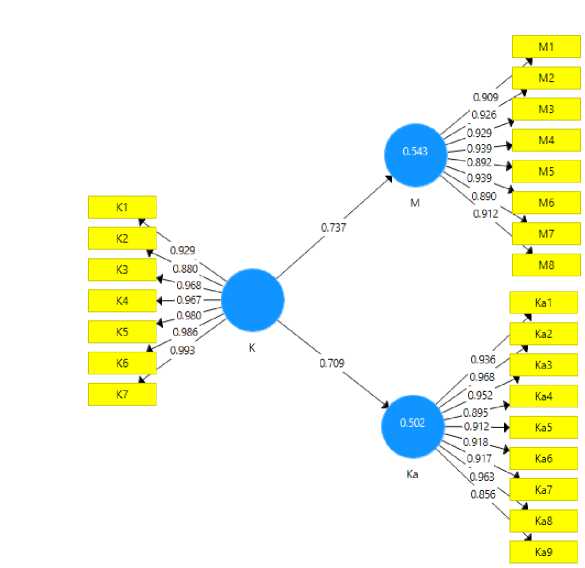 M1
M2
M3
M4
M5
M6
M7
M8
0.909
0.926
0.929
0.939
0.892
0.939
0.890
0.912
0.543
M
0.737
K1
K2
K3
K4
K5
K6
K7
0.929
0.880
0.968
0.967
0.980
0.986
0.993
K
0.709
0.502
Ka
0.936
0.968
0.952
0.895
0.912
0.918
0.917
0.963
0.856
Ka1
Ka2
Ka3
Ka4
Ka5
Ka6
Ka7
Ka8
Ka9